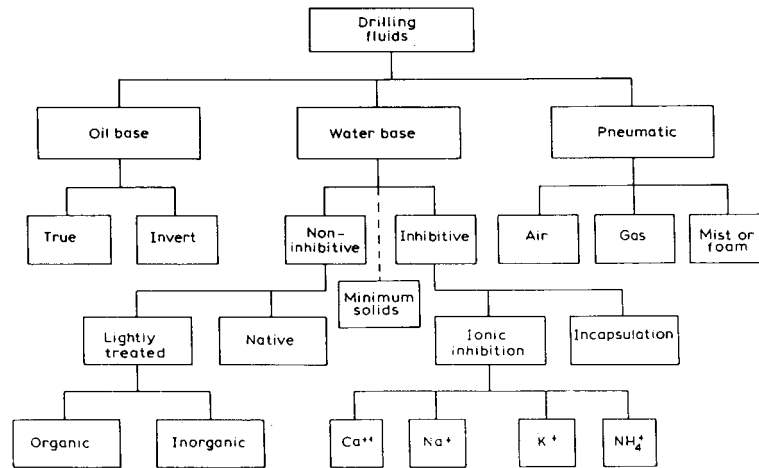 Drilling
fluids
Oil base
Water base
Pneumatic
True
Invert
Non-
inhibitive
Inhibitive
Air
Gas
Mist or
foam
Minimum
solids
Lightly
treated
Native
Ionic
inhibition
Incapsulation
Organic
Inorganic
Ca⁺⁺
Na⁺
K⁺
NH₄⁺